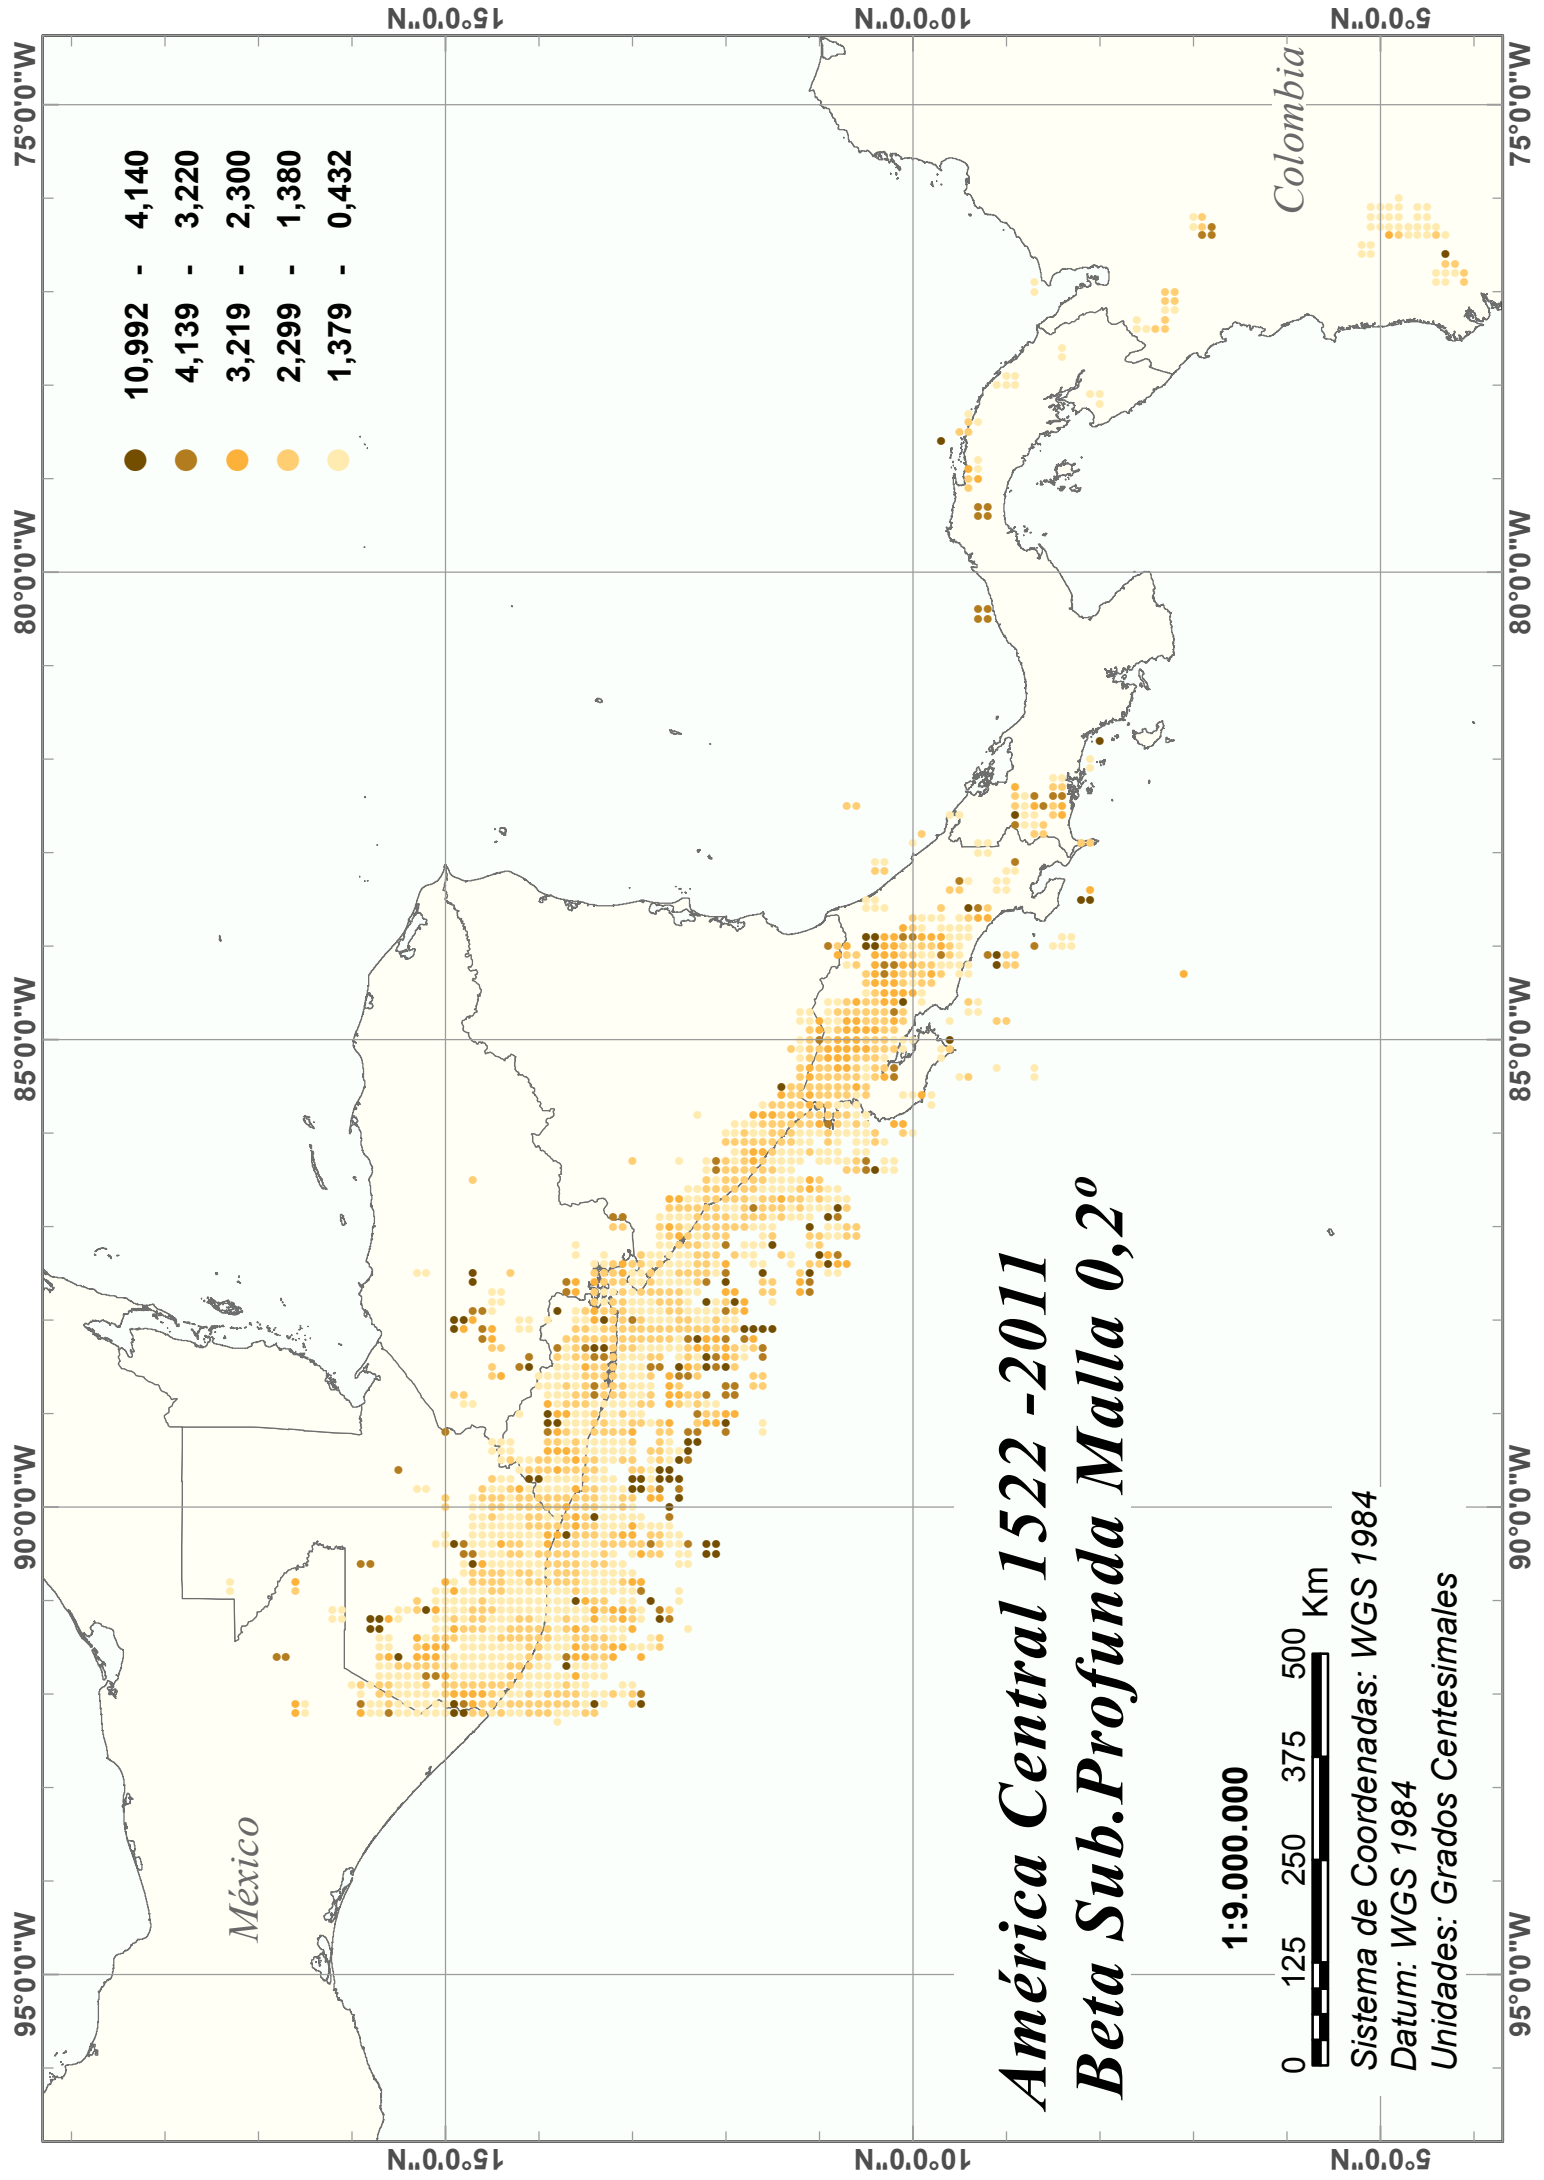 95°0'0"W
90°0'0"W
85°0'0"W
80°0'0"W
75°0'0"W
15°0'0"N
15°0'0"N
10°0'0"N
10°0'0"N
5°0'0"N
5°0'0"N
10,992 - 4,140
4,139 - 3,220
3,219 - 2,300
2,299 - 1,380
1,379 - 0,432
México
Colombia
América Central 1522 -2011
Beta Sub.Profunda Malla 0,2º
1:9.000.000
0 125 250 375 500
Km
Sistema de Coordenadas: WGS 1984
Datum: WGS 1984
Unidades: Grados Centesimales
95°0'0"W
90°0'0"W
85°0'0"W
80°0'0"W
75°0'0"W